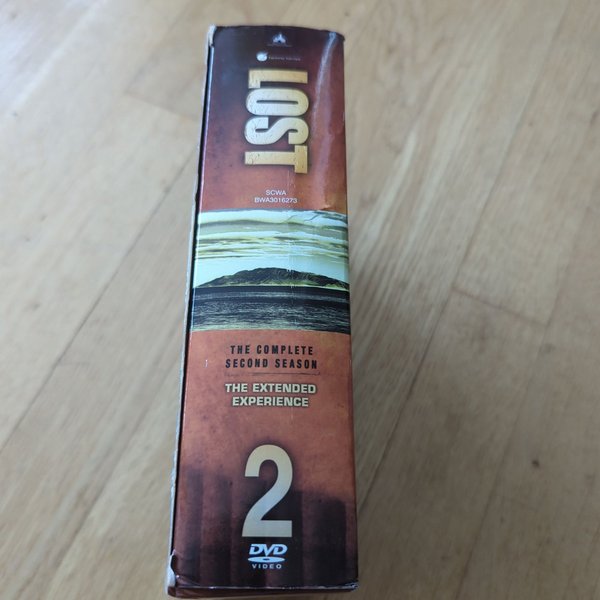 LOST
SCWA
BWA3016273
THE COMPLETE
SECOND SEASON
THE EXTENDED
EXPERIENCE
2
DVD
VIDEO